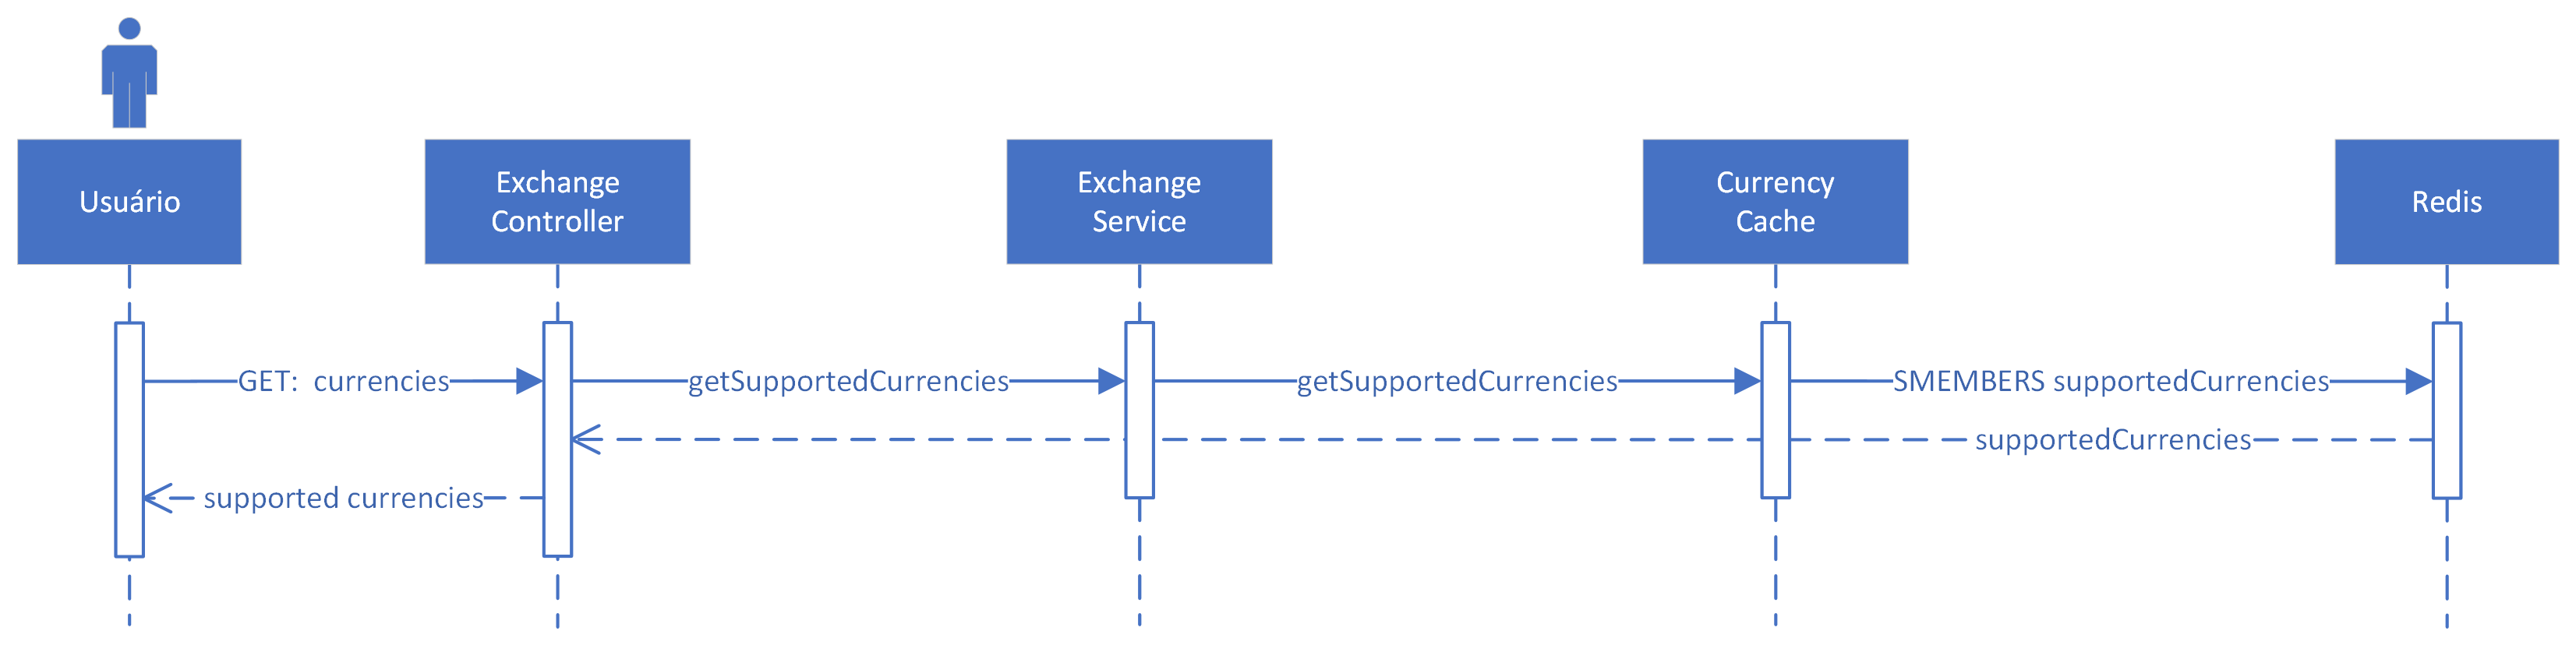 Usuário
Exchange
Controller
Exchange
Service
Currency
Cache
Redis
GET:  currencies
getSupportedCurrencies
getSupportedCurrencies
SMEMBERS supportedCurrencies
supportedCurrencies
supported currencies